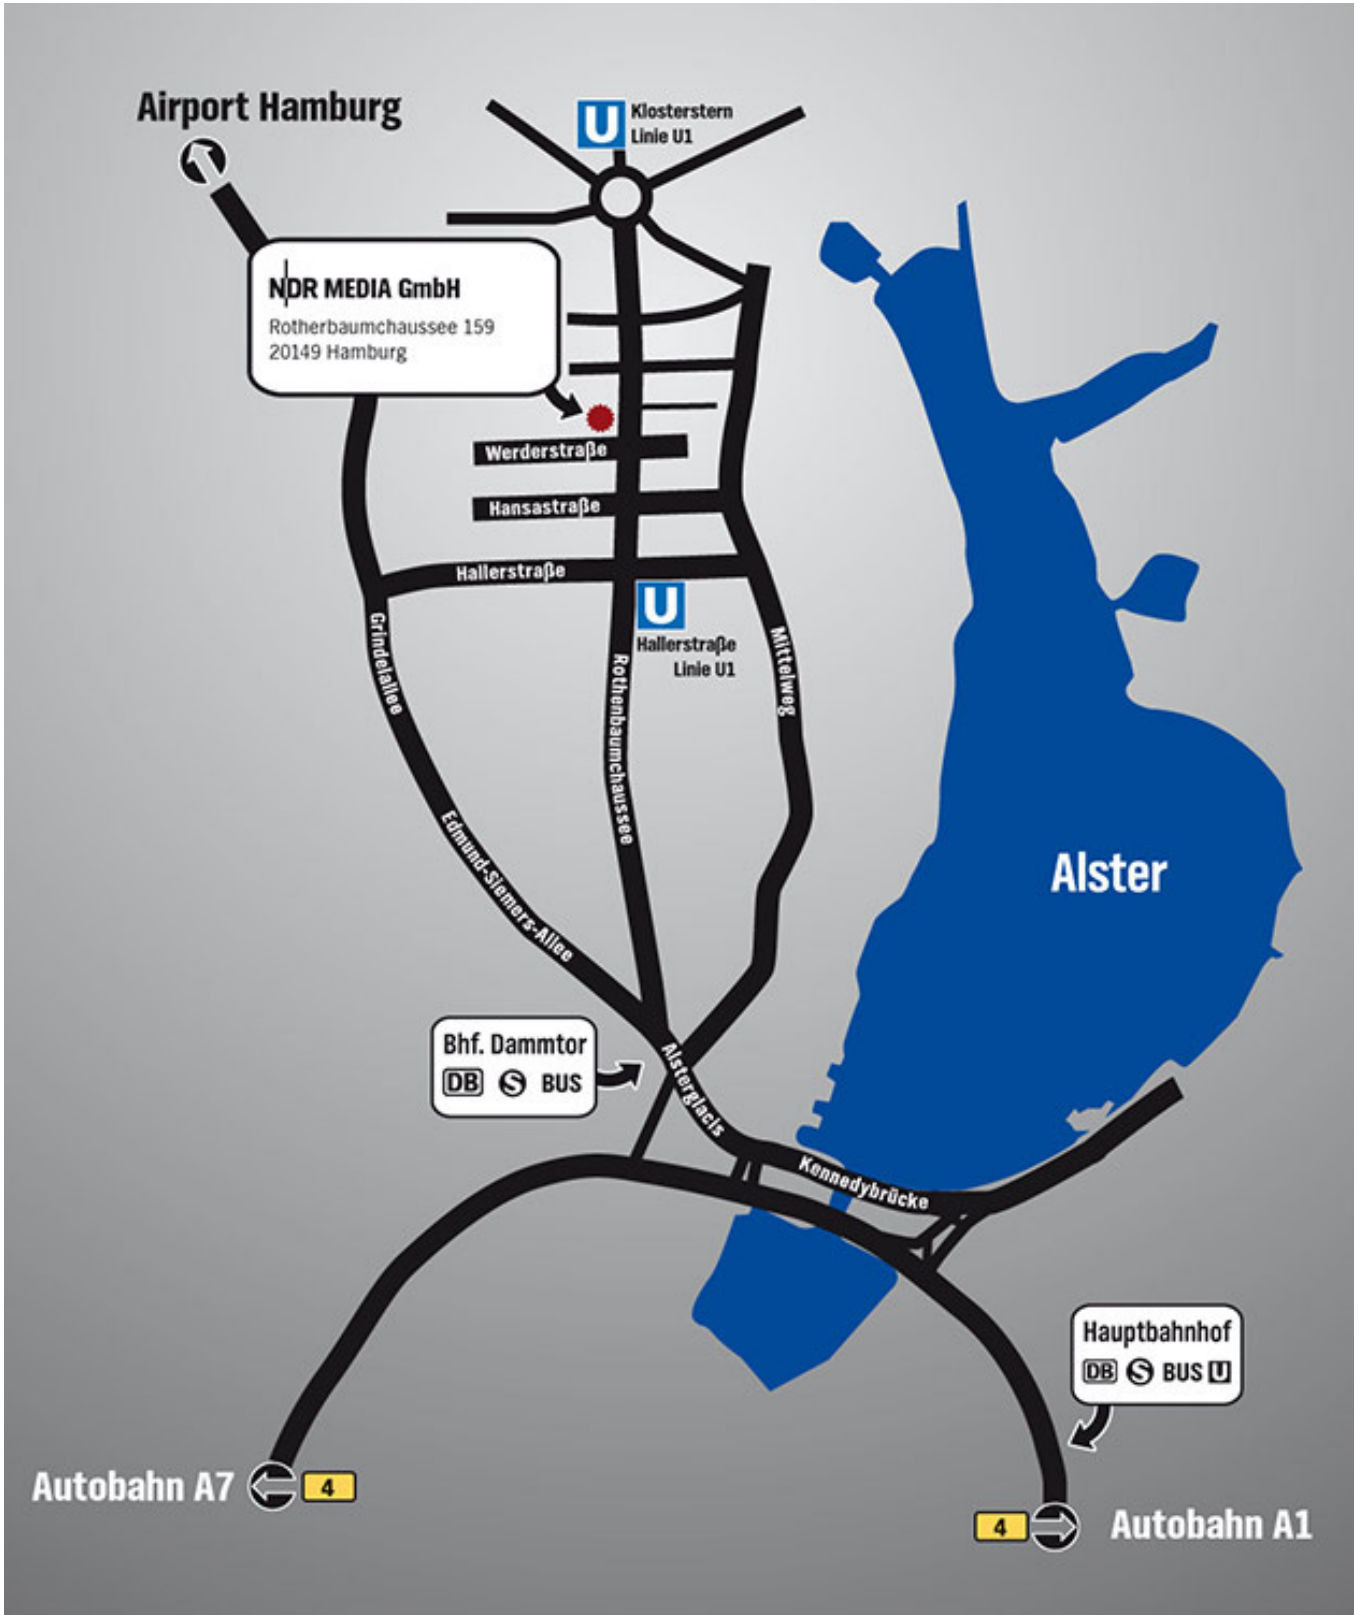 Airport Hamburg
U Klosterstern
Linie U1
NDR MEDIA GmbH
Rotherbaumchaussee 159
20149 Hamburg
Werderstraße
Hansastraße
Hallerstraße
U
Hallerstraße
Linie U1
Grindelallee
Rothenbaumchaussee
Mittelweg
Edmund-Siemers-Allee
Alster
Bhf. Dammtor
DB S BUS
Alsterglacis
Kennedybrücke
Hauptbahnhof
DB S BUS U
Autobahn A7
4
4
Autobahn A1